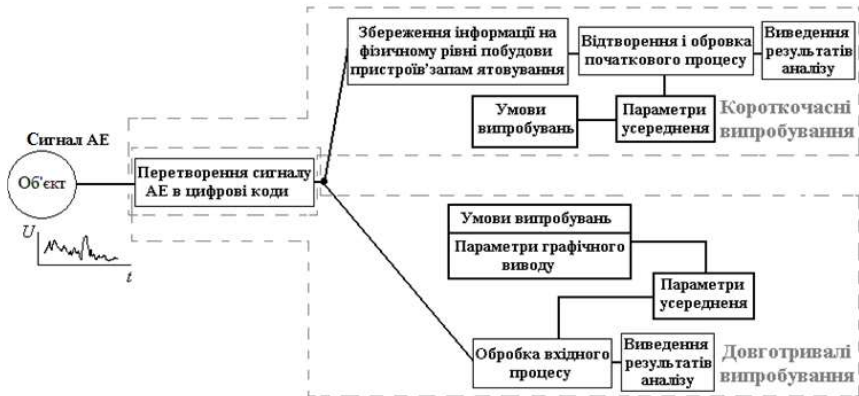 Збереження інформації на
фізичному рівні побудови
пристроїв'запам ятовування
Відтворення і обровка
початкового процесу
Виведення
результатів
аналізу
Умови
випробувань
Параметри
усередненя
Короткочасні
випробування
Сигнал АЕ
Об'єкт
Перетворення сигналу
АЕ в цифрові коди
U
t
Умови випробувань
Параметри графічного
виводу
Параметри
усередненя
Обробка вхідного
процесу
Виведення
результатів
аналізу
Довготривалі
випробування